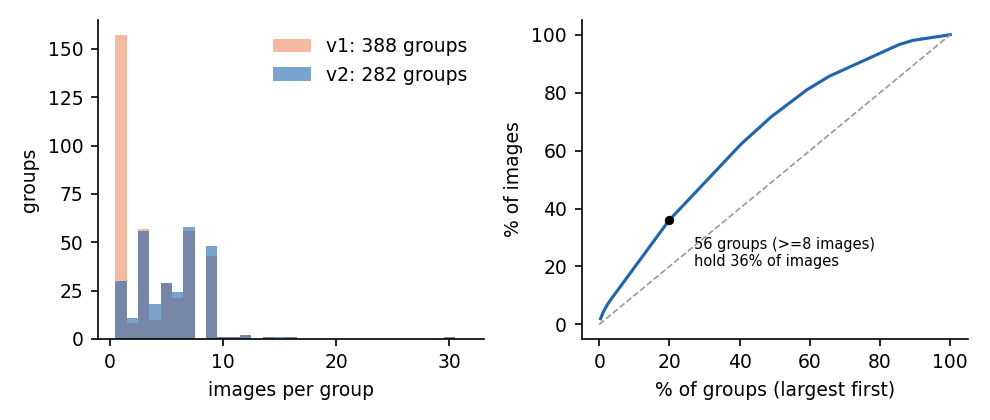 150
125
100
75
50
25
0
groups
0 10 20 30
images per group
v1: 388 groups
v2: 282 groups
100
80
60
40
20
0
% of images
56 groups (>=8 images)
hold 36% of images
0 20 40 60 80 100
% of groups (largest first)